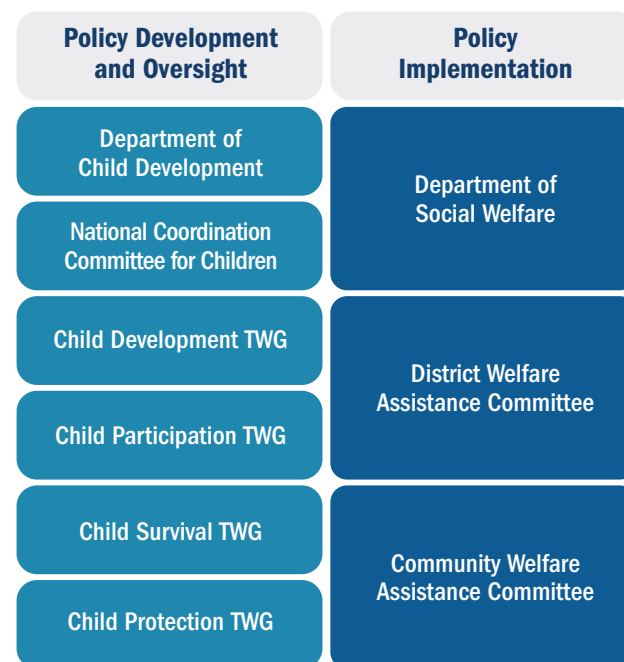 Policy Development
and Oversight
Policy
Implementation
Department of
Child Development
National Coordination
Committee for Children
Child Development TWG
Child Participation TWG
Child Survival TWG
Child Protection TWG
Department of
Social Welfare
District Welfare
Assistance Committee
Community Welfare
Assistance Committee